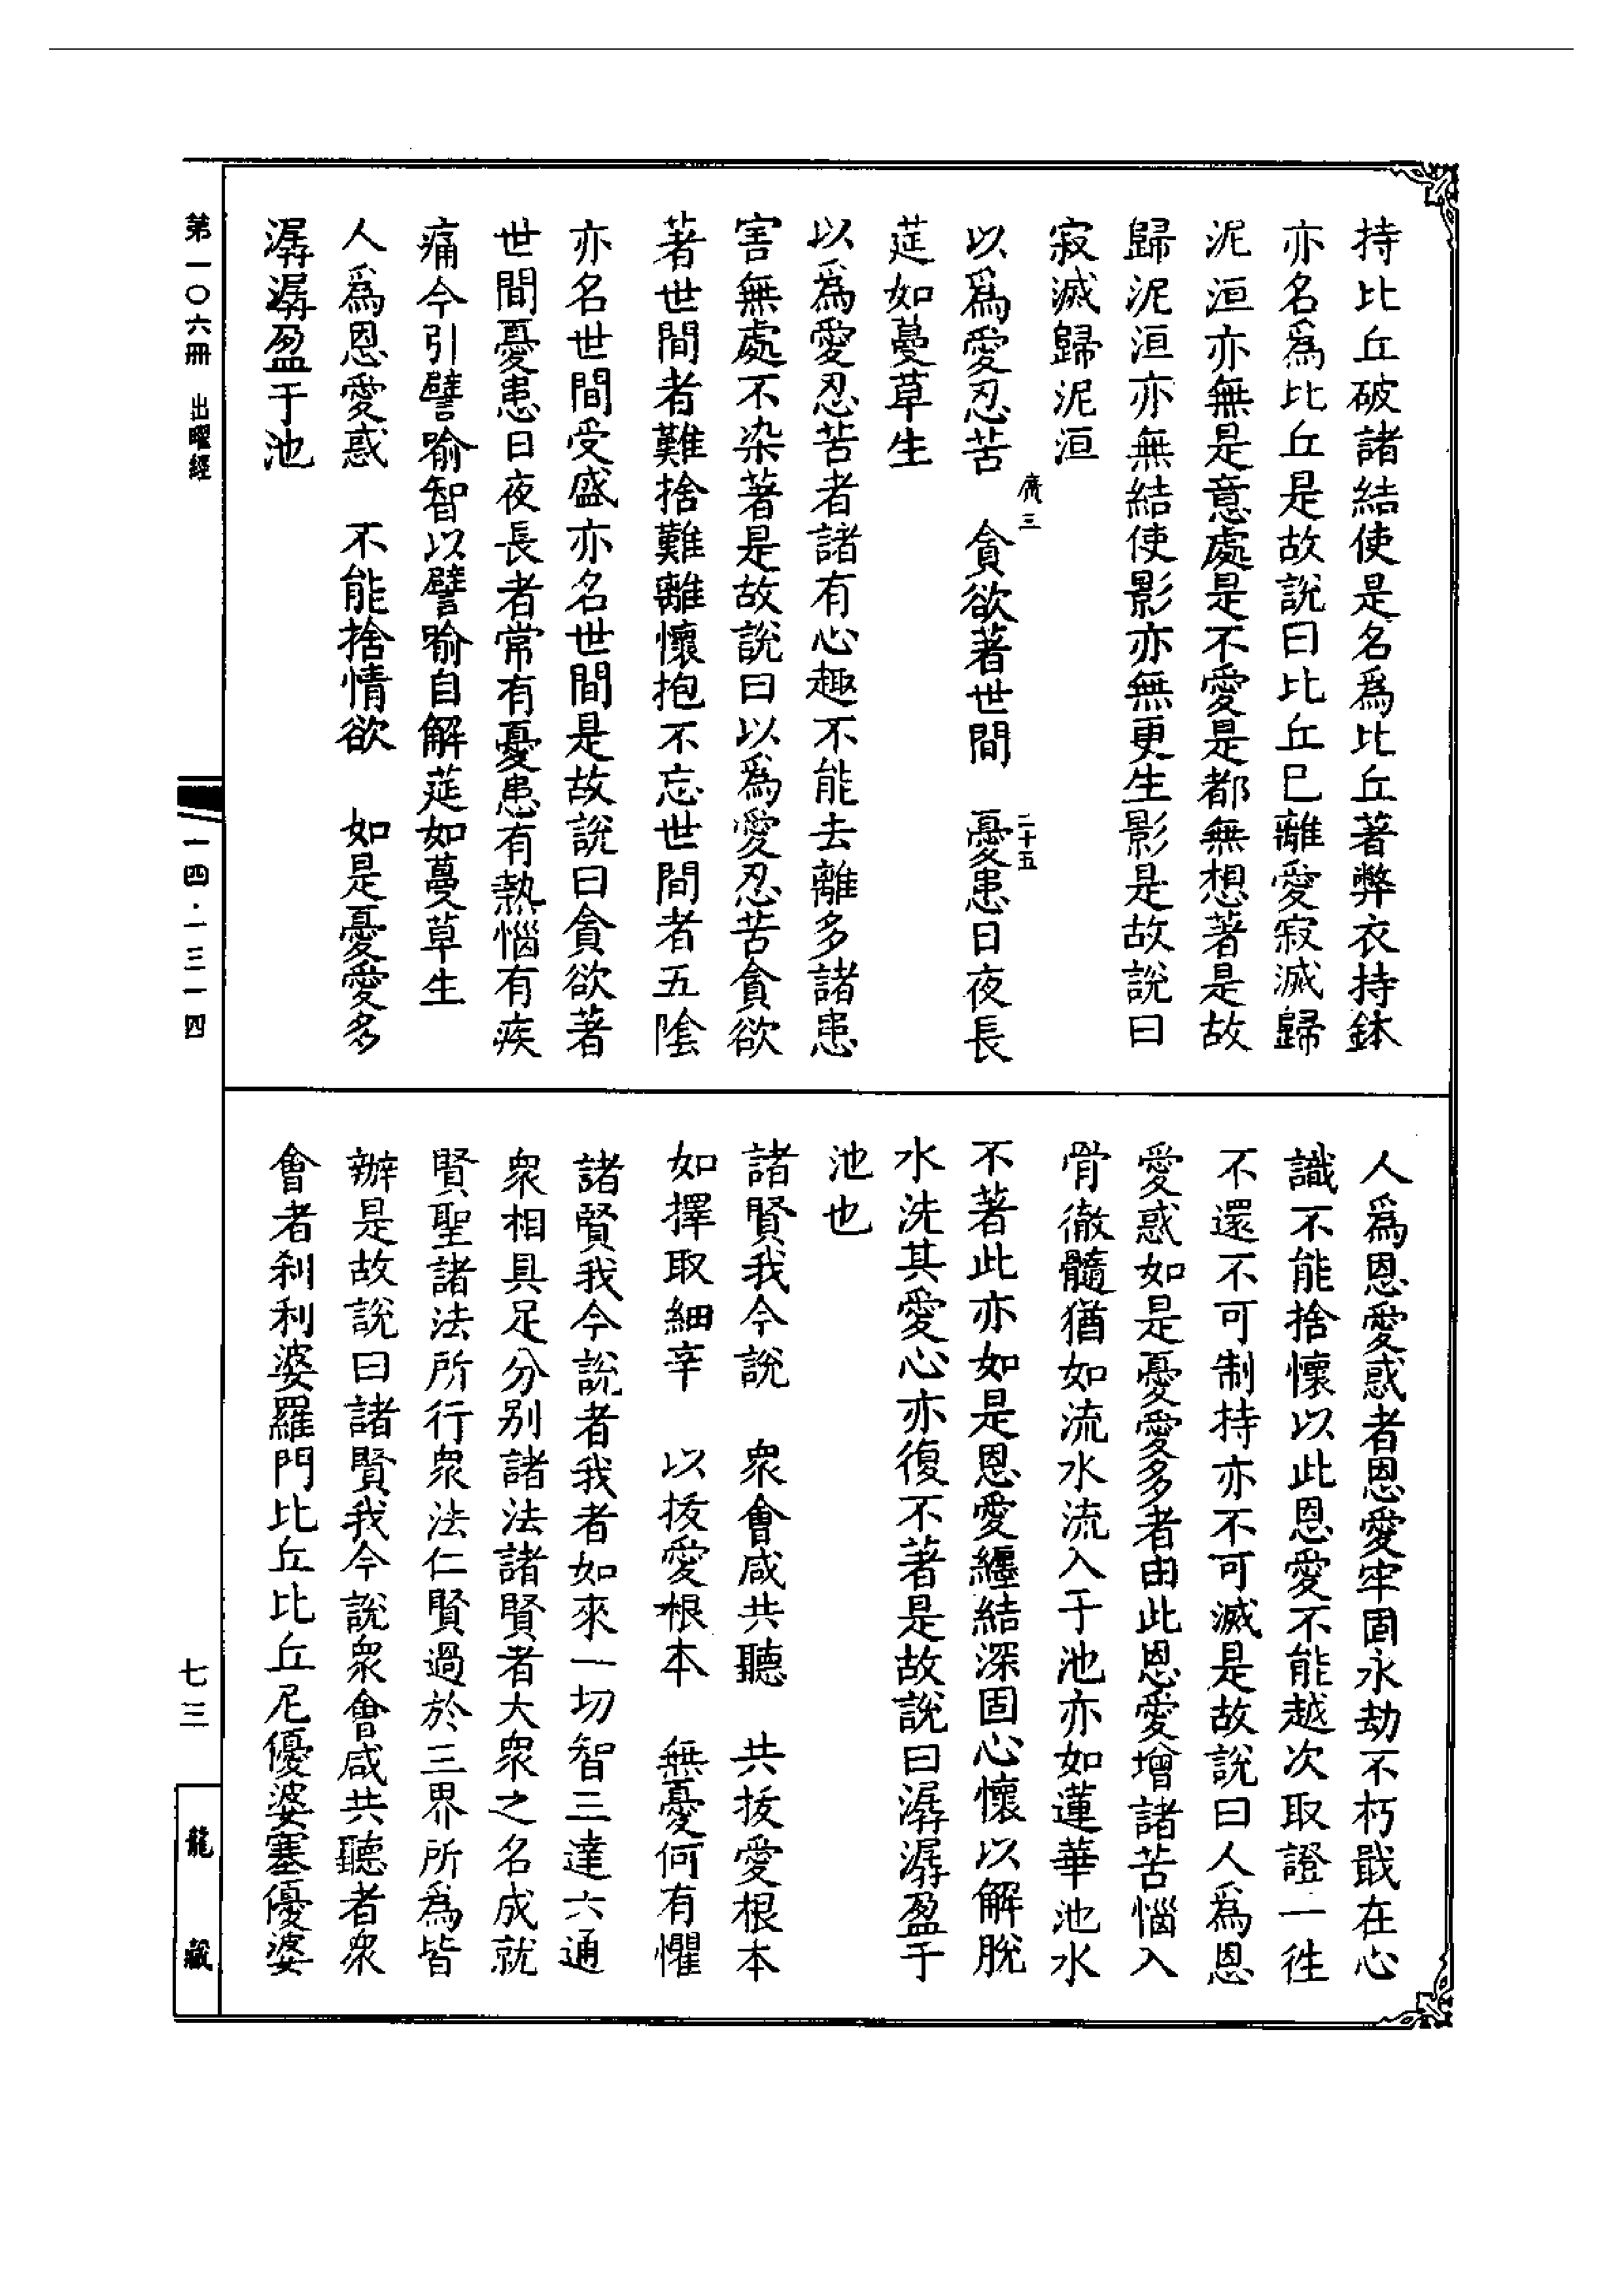 持比丘破諸結使是名爲比丘著弊衣持鉢
亦名爲比丘是故說曰比丘已離愛寂滅歸
泥洹亦無是意處是不愛是都無想著是故
歸泥洹亦無結使影亦無更生影是故說曰
寂滅歸泥洹
廣三
二十五
以爲愛忍苦　貪欲著世間　憂患日夜長
莚如蔓草生
以爲愛忍苦者諸有心趣不能去離多諸患
害無處不染著是故說曰以爲愛忍苦貪欲
著世間者難捨難離懷抱不忘世間者五陰
亦名世間受盛亦名世間是故說曰貪欲著
世間憂患日夜長者常有憂患有熱惱有疾
痛今引譬喻智以譬喻自解莚如蔓草生
人爲恩愛惑　不能捨情欲　如是憂愛多
潺潺盈于池
人爲恩愛惑者恩愛牢固永劫不朽戢在心
識不能捨懷以此恩愛不能越次取證一往
不還不可制持亦不可滅是故說曰人爲恩
愛惑如是憂愛多者由此恩愛增諸苦惱入
骨徹髓猶如流水流入于池亦如蓮華池水
不著此亦如是恩愛纏結深固心懷以解脫
水洗其愛心亦復不著是故說曰潺潺盈于
池也
諸賢我今說　衆會咸共聽　共拔愛根本
如擇取細辛　以拔愛根本　無憂何有懼
諸賢我今說者我者如來一切智三達六通
衆相具足分別諸法諸賢者大衆之名成就
賢聖諸法所行衆法仁賢過於三界所爲皆
辦是故說曰諸賢我今說衆會咸共聽者衆
會者刹利婆羅門比丘比丘尼優婆塞優婆
第一〇六冊　出曜經
一四·一三一四
七三
龍藏